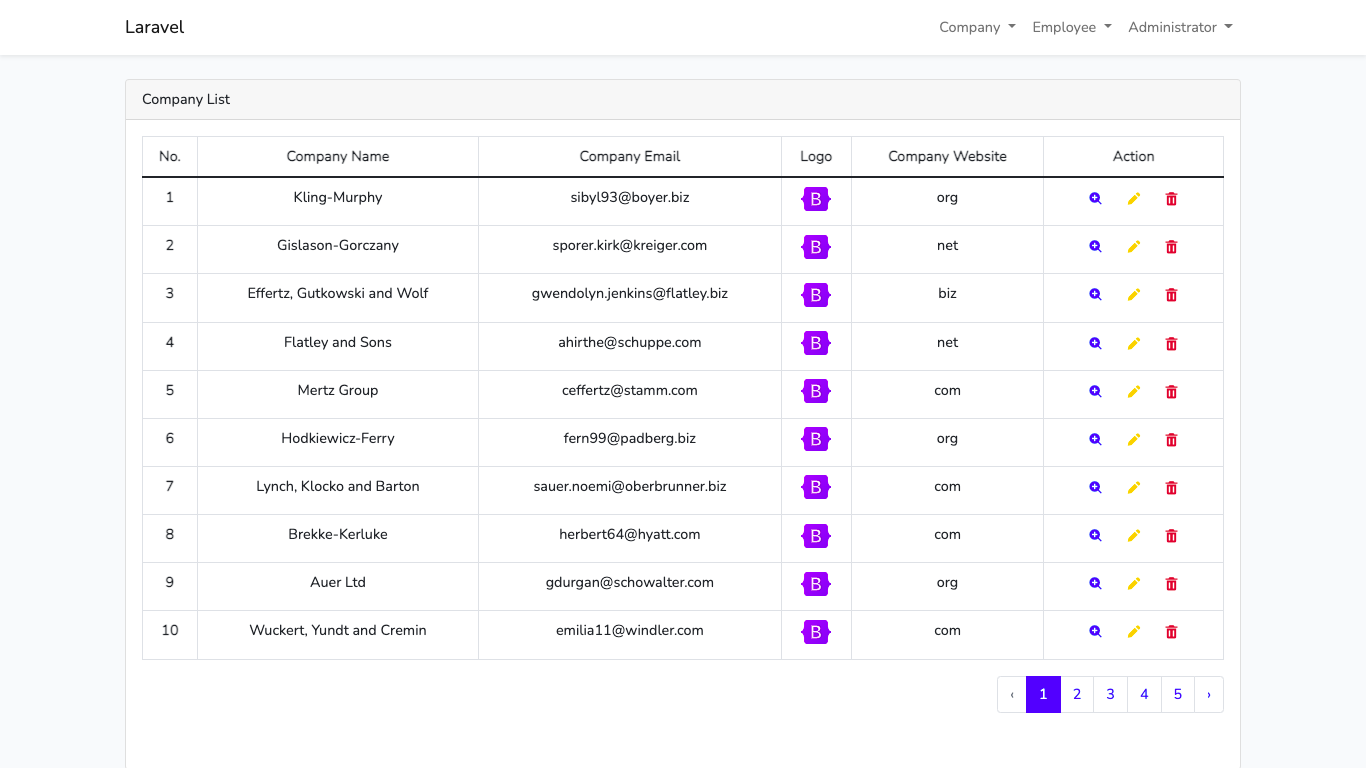 Laravel Company Employee Administrator
Company List
No. Company Name Company Email Logo Company Website Action
1 Kling-Murphy sibyl93@boyer.biz B org
2 Gislason-Gorczany sporer.kirk@kreiger.com B net
3 Effertz, Gutkowski and Wolf gwendolyn.jenkins@flatley.biz B biz
4 Flatley and Sons ahirthe@schuppe.com B net
5 Mertz Group ceffertz@stamm.com B com
6 Hodkiewicz-Ferry fern99@padberg.biz B org
7 Lynch, Klocko and Barton sauer.noemi@oberbrunner.biz B com
8 Brekke-Kerluke herbert64@hyatt.com B com
9 Auer Ltd gdurgan@schowalter.com B org
10 Wuckert, Yundt and Cremin emilia11@windler.com B com
‹ 1 2 3 4 5 ›